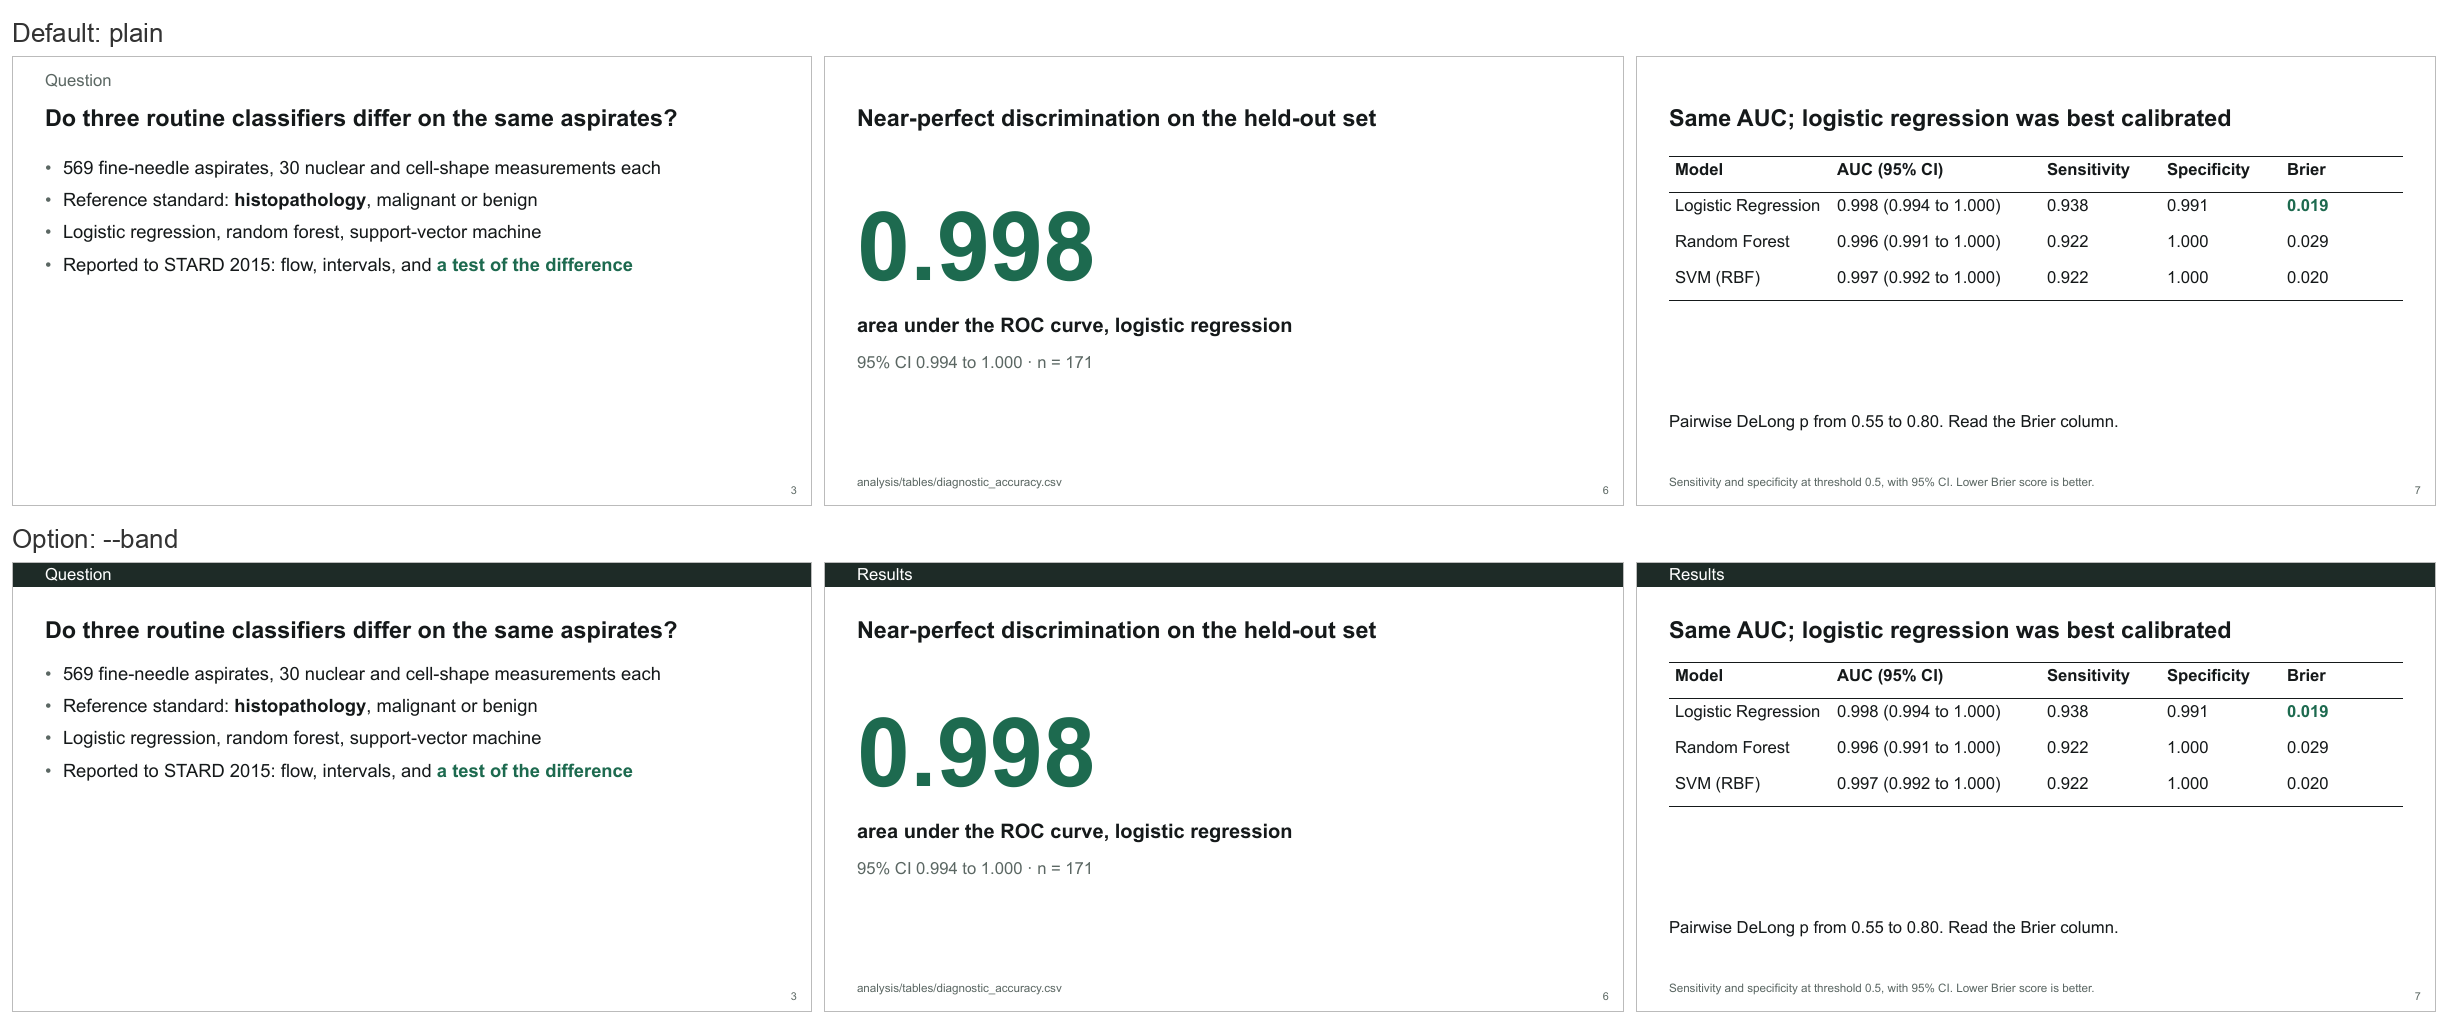 Default: plain
Question
Do three routine classifiers differ on the same aspirates?
• 569 fine-needle aspirates, 30 nuclear and cell-shape measurements each
• Reference standard: histopathology, malignant or benign
• Logistic regression, random forest, support-vector machine
• Reported to STARD 2015: flow, intervals, and a test of the difference
3
Near-perfect discrimination on the held-out set
0.998
area under the ROC curve, logistic regression
95% CI 0.994 to 1.000 · n = 171
analysis/tables/diagnostic_accuracy.csv
6
Same AUC; logistic regression was best calibrated
Model AUC (95% CI) Sensitivity Specificity Brier
Logistic Regression 0.998 (0.994 to 1.000) 0.938 0.991 0.019
Random Forest 0.996 (0.991 to 1.000) 0.922 1.000 0.029
SVM (RBF) 0.997 (0.992 to 1.000) 0.922 1.000 0.020
Pairwise DeLong p from 0.55 to 0.80. Read the Brier column.
Sensitivity and specificity at threshold 0.5, with 95% CI. Lower Brier score is better.
7
Option: --band
Question
Do three routine classifiers differ on the same aspirates?
• 569 fine-needle aspirates, 30 nuclear and cell-shape measurements each
• Reference standard: histopathology, malignant or benign
• Logistic regression, random forest, support-vector machine
• Reported to STARD 2015: flow, intervals, and a test of the difference
3
Results
Near-perfect discrimination on the held-out set
0.998
area under the ROC curve, logistic regression
95% CI 0.994 to 1.000 · n = 171
analysis/tables/diagnostic_accuracy.csv
6
Results
Same AUC; logistic regression was best calibrated
Model AUC (95% CI) Sensitivity Specificity Brier
Logistic Regression 0.998 (0.994 to 1.000) 0.938 0.991 0.019
Random Forest 0.996 (0.991 to 1.000) 0.922 1.000 0.029
SVM (RBF) 0.997 (0.992 to 1.000) 0.922 1.000 0.020
Pairwise DeLong p from 0.55 to 0.80. Read the Brier column.
Sensitivity and specificity at threshold 0.5, with 95% CI. Lower Brier score is better.
7